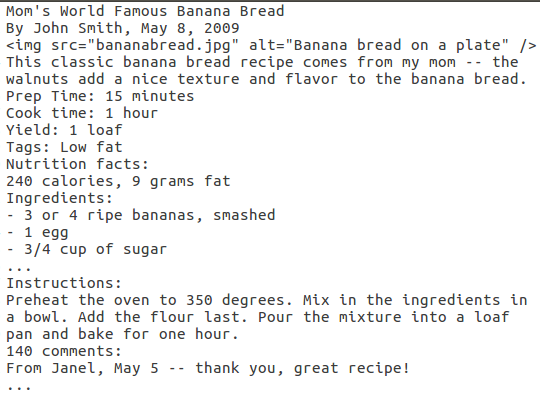 Mom's World Famous Banana Bread
By John Smith, May 8, 2009
<img src="bananabread.jpg" alt="Banana bread on a plate" />
This classic banana bread recipe comes from my mom -- the
walnuts add a nice texture and flavor to the banana bread.
Prep Time: 15 minutes
Cook time: 1 hour
Yield: 1 loaf
Tags: Low fat
Nutrition facts:
240 calories, 9 grams fat
Ingredients:
- 3 or 4 ripe bananas, smashed
- 1 egg
- 3/4 cup of sugar
...
Instructions:
Preheat the oven to 350 degrees. Mix in the ingredients in
a bowl. Add the flour last. Pour the mixture into a loaf
pan and bake for one hour.
140 comments:
From Janel, May 5 -- thank you, great recipe!
...